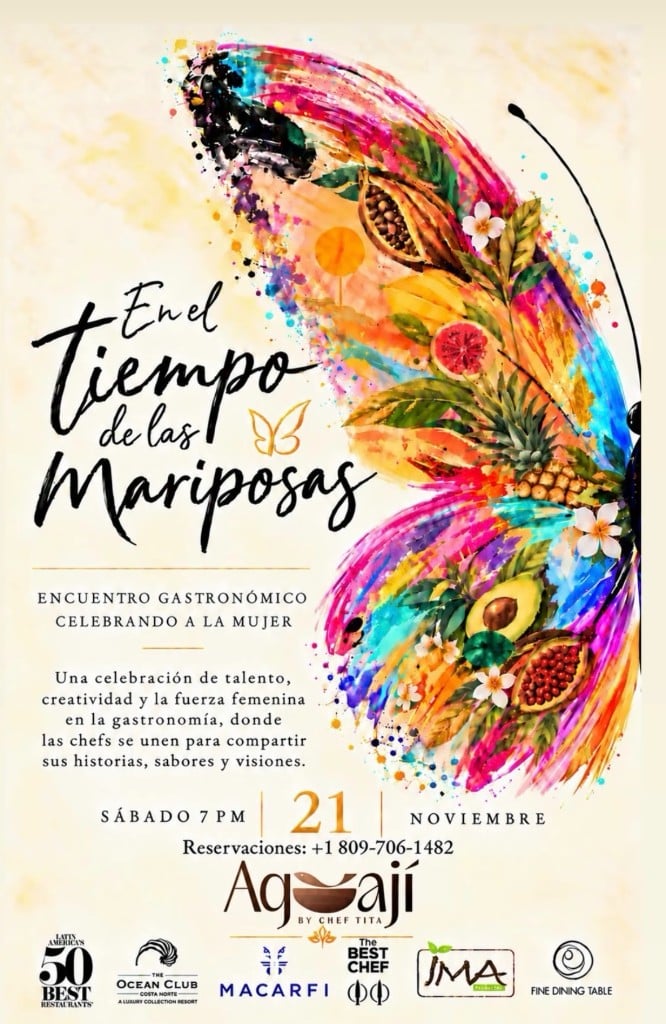 En el
Tiempo
de las
Mariposas
ENCUENTRO GASTRONÓMICO
CELEBRANDO A LA MUJER
Una celebración de talento,
creatividad y la fuerza femenina
en la gastronomía, donde
las chefs se unen para compartir
sus historias, sabores y visiones.
SÁBADO 7 PM | 21 | NOVIEMBRE
Reservaciones: +1 809-706-1482
Aguají
BY CHEF TITA
LATIN
AMERICA'S
50
BEST
RESTAURANTS
THE
OCEAN CLUB
COSTA NORTE
A LUXURY COLLECTION RESORT
MACARFI
The
BEST
CHEF
JMA
FINE DINING TABLE